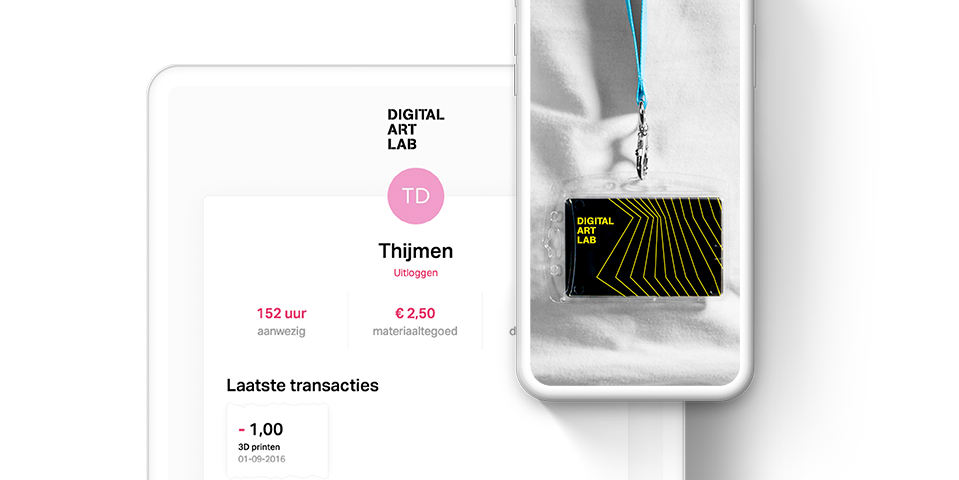 DIGITAL
ART
LAB
TD
Thijmen
Uitloggen
152 uur
aanwezig
€ 2,50
materiaaltegoed
Laatste transacties
- 1,00
3D printen
01-09-2016
DIGITAL
ART
LAB